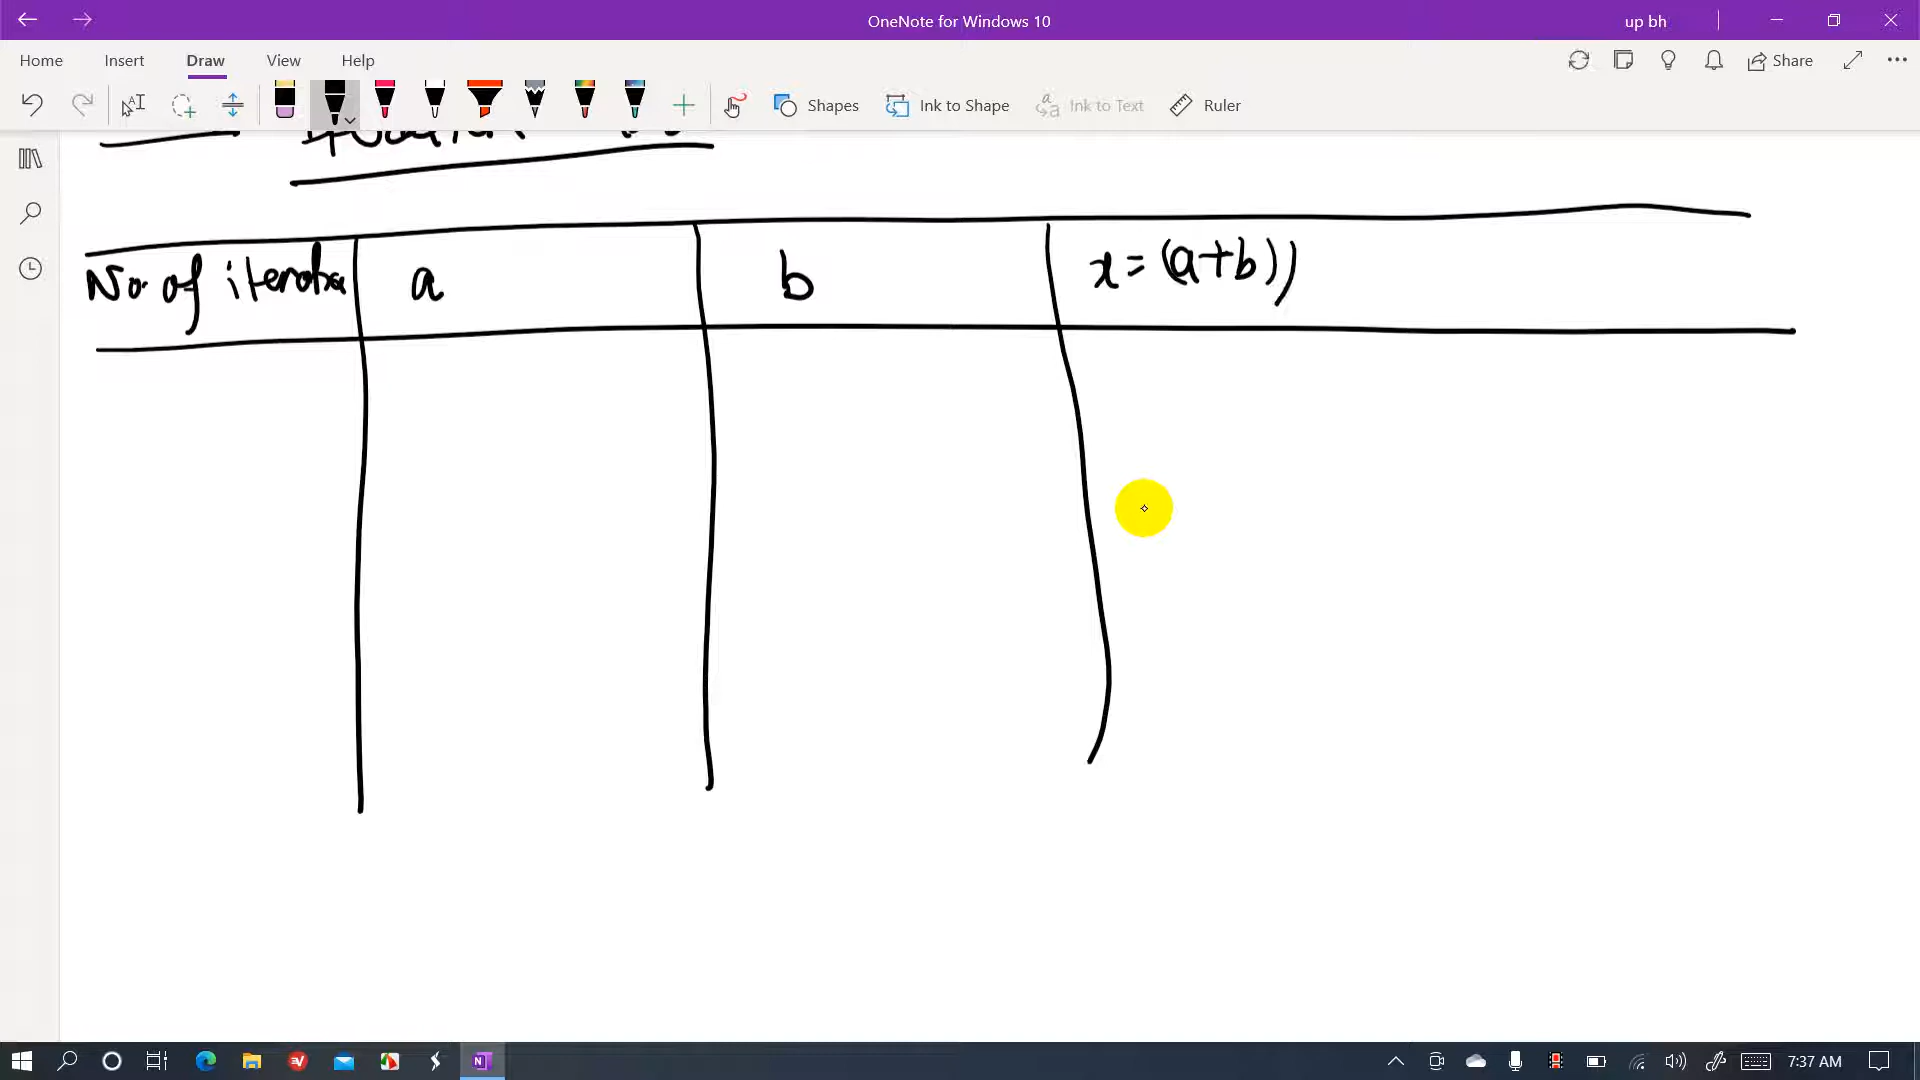 OneNote for Windows 10
up bh
Home Insert Draw View Help
Share
Shapes Ink to Shape Ink to Text Ruler
No. of a b x = (a+b))
7:37 AM